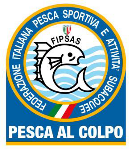 FEDERAZIONE ITALIANA PESCA SPORTIVA E ATTIVITÀ SUBACQUEE
FIPSAS
PESCA AL COLPO